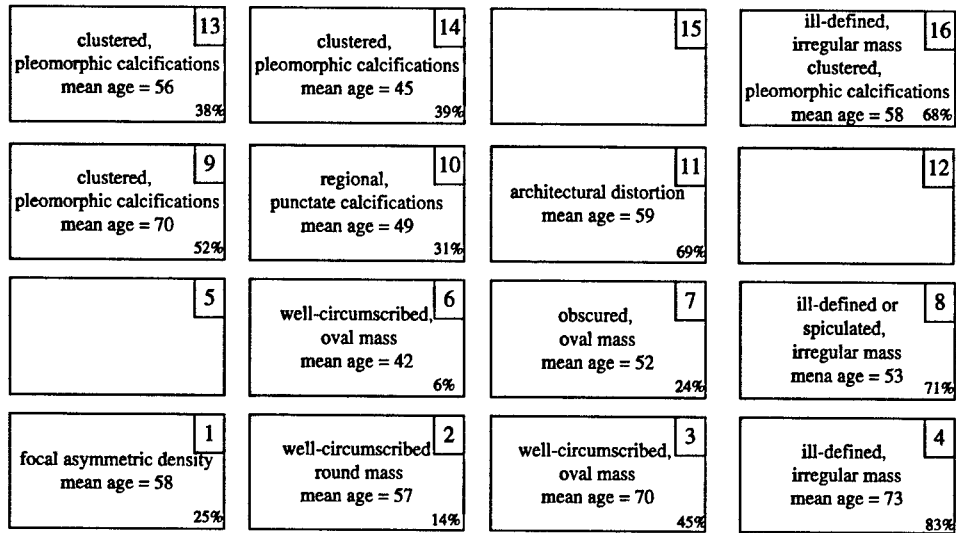 13
clustered,
pleomorphic calcifications
mean age = 56
38%
14
clustered,
pleomorphic calcifications
mean age = 45
39%
15
16
ill-defined,
irregular mass
clustered,
pleomorphic calcifications
mean age = 58 68%
9
clustered,
pleomorphic calcifications
mean age = 70
52%
10
regional,
punctate calcifications
mean age = 49
31%
11
architectural distortion
mean age = 59
69%
12
5
6
well-circumscribed,
oval mass
mean age = 42
6%
7
obscured,
oval mass
mean age = 52
24%
8
ill-defined or
spiculated,
irregular mass
mena age = 53
71%
1
focal asymmetric density
mean age = 58
25%
2
well-circumscribed
round mass
mean age = 57
14%
3
well-circumscribed,
oval mass
mean age = 70
45%
4
ill-defined,
irregular mass
mean age = 73
83%